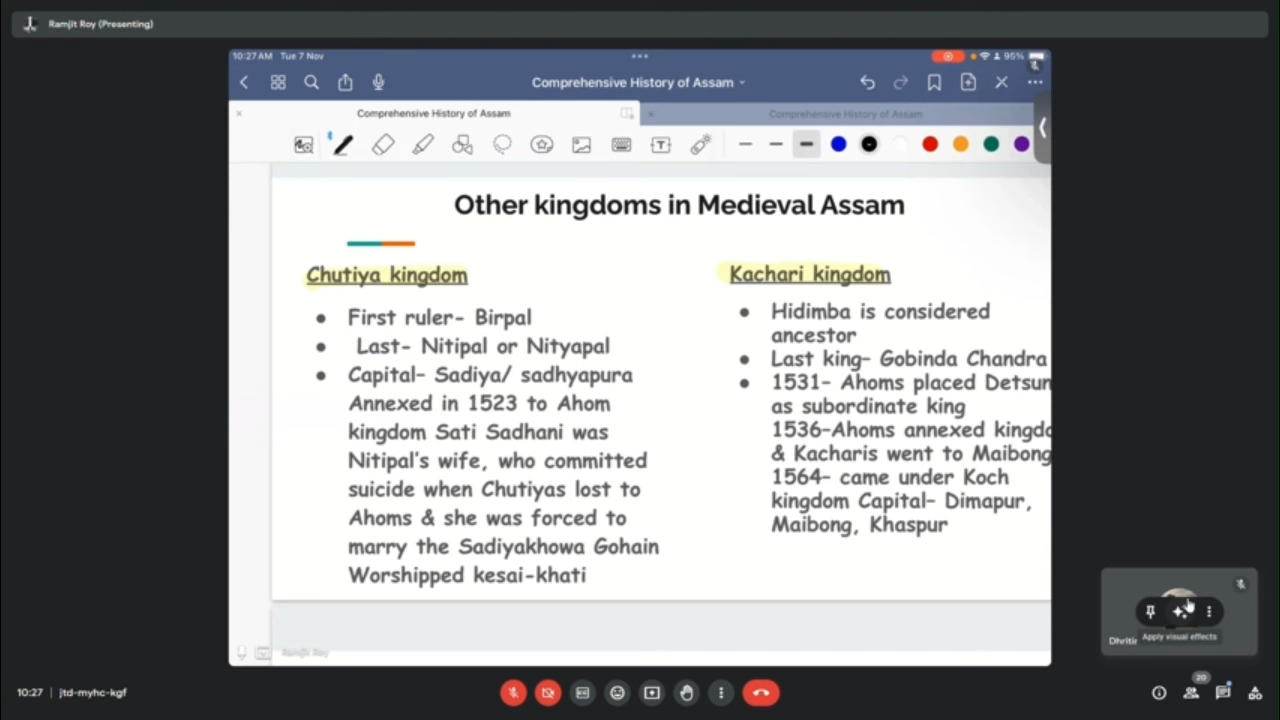 Ramjit Roy (Presenting)
10:27 AM Tue 7 Nov
95%
Comprehensive History of Assam
Comprehensive History of Assam
Comprehensive History of Assam
Other kingdoms in Medieval Assam
Chutiya kingdom
• First ruler- Birpal
• Last- Nitipal or Nityapal
• Capital- Sadiya/ sadhyapura
Annexed in 1523 to Ahom
kingdom Sati Sadhani was
Nitipal's wife, who committed
suicide when Chutiyas lost to
Ahoms & she was forced to
marry the Sadiyakhowa Gohain
Worshipped kesai-khati
Kachari kingdom
• Hidimba is considered
ancestor
• Last king- Gobinda Chandra
• 1531- Ahoms placed Detsun
as subordinate king
1536-Ahoms annexed kingdo
& Kacharis went to Maibong
1564- came under Koch
kingdom Capital- Dimapur,
Maibong, Khaspur
Ramjit Roy
Apply visual effects
10:27 | jtd-myhc-kgf
20